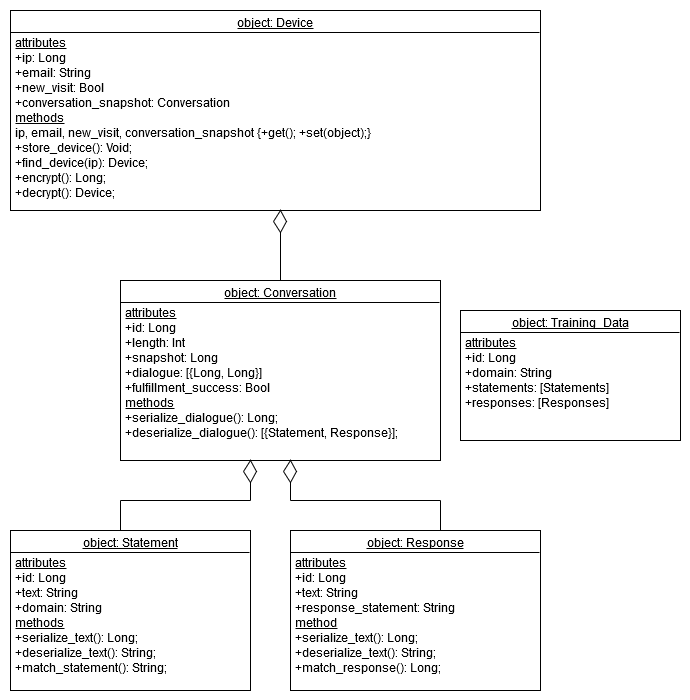 object: Device
attributes
+ip: Long
+email: String
+new_visit: Bool
+conversation_snapshot: Conversation
methods
ip, email, new_visit, conversation_snapshot {+get(); +set(object);}
+store_device(): Void;
+find_device(ip): Device;
+encrypt(): Long;
+decrypt(): Device;
object: Conversation
attributes
+id: Long
+length: Int
+snapshot: Long
+dialogue: [{Long, Long}]
+fulfillment_success: Bool
methods
+serialize_dialogue(): Long;
+deserialize_dialogue(): [{Statement, Response}];
object: Training_Data
attributes
+id: Long
+domain: String
+statements: [Statements]
+responses: [Responses]
object: Statement
attributes
+id: Long
+text: String
+domain: String
methods
+serialize_text(): Long;
+deserialize_text(): String;
+match_statement(): String;
object: Response
attributes
+id: Long
+text: String
+response_statement: String
method
+serialize_text(): Long;
+deserialize_text(): String;
+match_response(): Long;